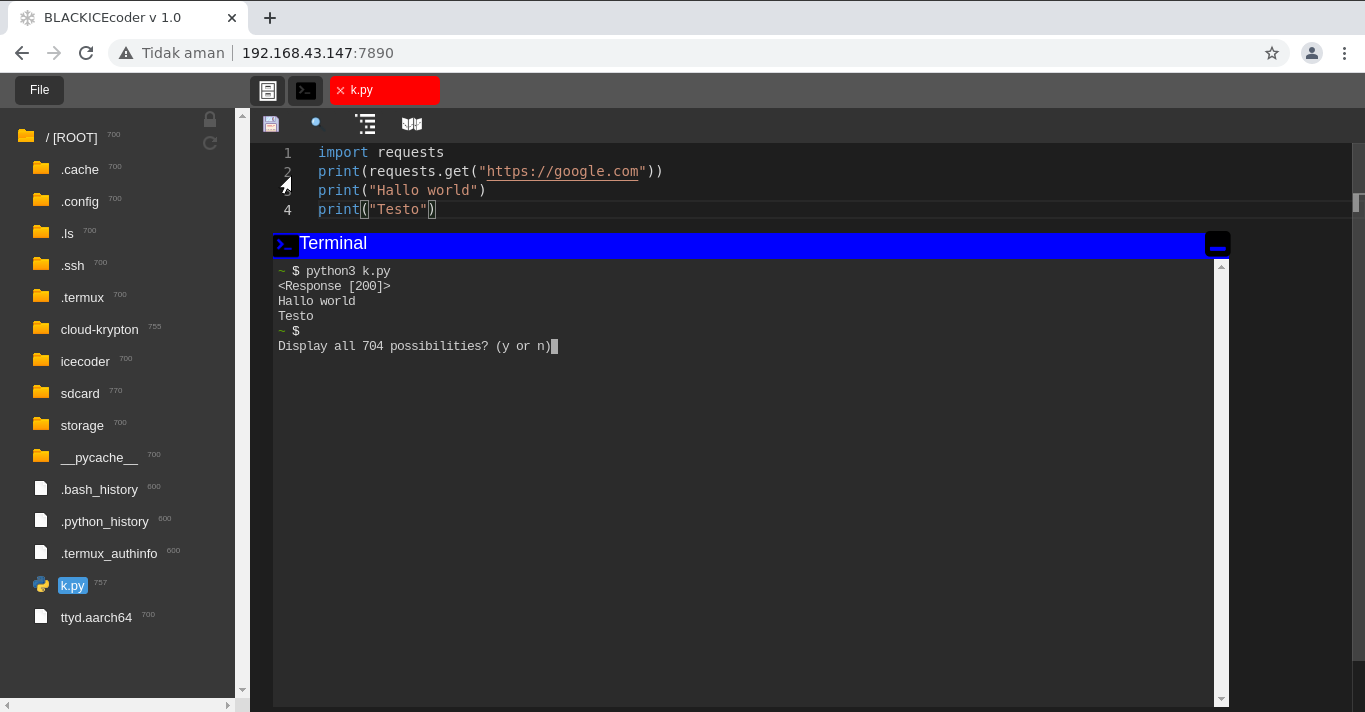 BLACKICEcoder v 1.0
Tidak aman
192.168.43.147:7890
File
k.py
/ [ROOT] 700
.cache 700
.config 700
.ls 700
.ssh 700
.termux 700
cloud-krypton 755
icecoder 700
sdcard 770
storage 700
__pycache__ 700
.bash_history 600
.python_history 600
.termux_authinfo 600
k.py 757
ttyd.aarch64 700
1 import requests
2 print(requests.get("https://google.com"))
3 print("Hallo world")
4 print("Testo")
>_ Terminal
~ $ python3 k.py
<Response [200]>
Hallo world
Testo
~ $
Display all 704 possibilities? (y or n)